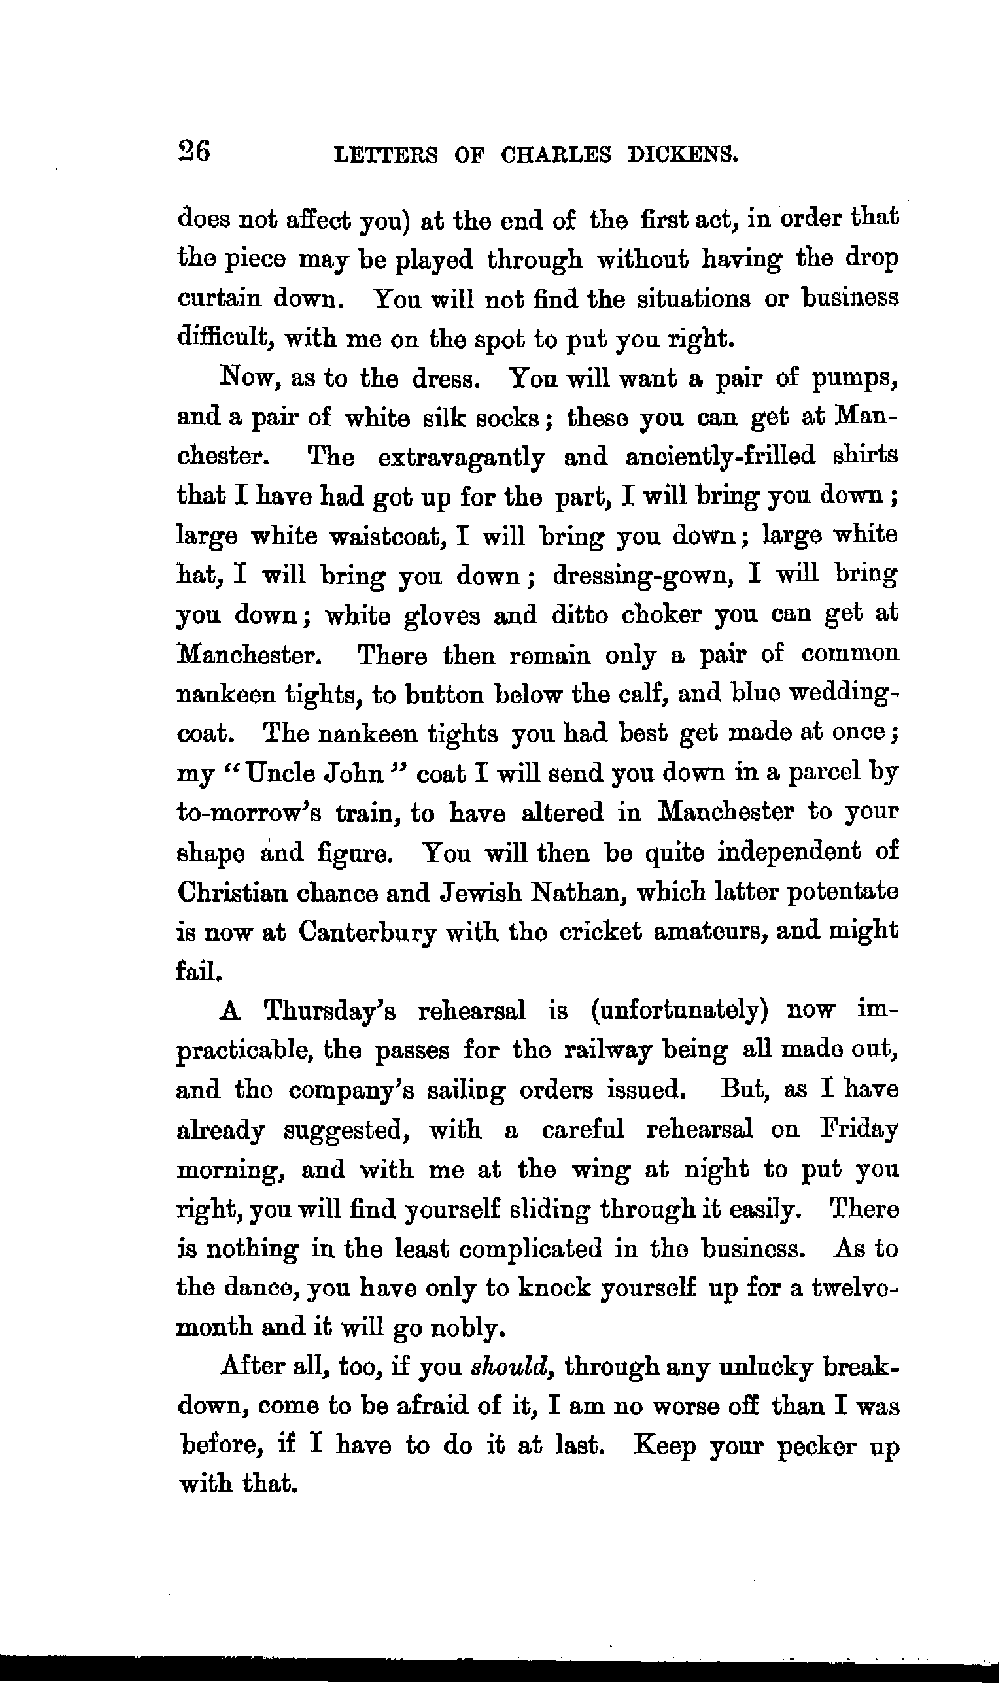 26 LETTERS OF CHARLES DICKENS.
does not affect you) at the end of the first act, in order that
the piece may be played through without having the drop
curtain down. You will not find the situations or business
difficult, with me on the spot to put you right.
Now, as to the dress. You will want a pair of pumps,
and a pair of white silk socks; these you can get at Man-
chester. The extravagantly and anciently-frilled shirts
that I have had got up for the part, I will bring you down;
large white waistcoat, I will bring you down; large white
hat, I will bring you down; dressing-gown, I will bring
you down; white gloves and ditto choker you can get at
Manchester. There then remain only a pair of common
nankeen tights, to button below the calf, and blue wedding-
coat. The nankeen tights you had best get made at once;
my "Uncle John" coat I will send you down in a parcel by
to-morrow's train, to have altered in Manchester to your
shape and figure. You will then be quite independent of
Christian chance and Jewish Nathan, which latter potentate
is now at Canterbury with the cricket amateurs, and might
fail.
A Thursday's rehearsal is (unfortunately) now im-
practicable, the passes for the railway being all made out,
and the company's sailing orders issued. But, as I have
already suggested, with a careful rehearsal on Friday
morning, and with me at the wing at night to put you
right, you will find yourself sliding through it easily. There
is nothing in the least complicated in the business. As to
the dance, you have only to knock yourself up for a twelve-
month and it will go nobly.
After all, too, if you should, through any unlucky break-
down, come to be afraid of it, I am no worse off than I was
before, if I have to do it at last. Keep your pecker up
with that.